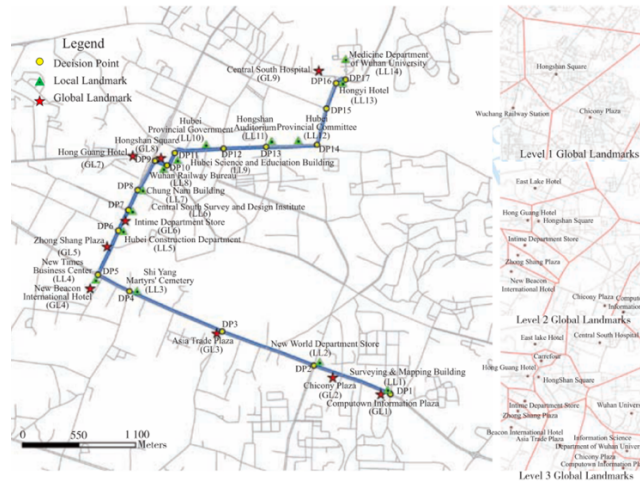 Legend
Decision Point
Local Landmark
Global Landmark
Medicine Department
of Wuhan University
(LL14)
Central South Hospital
(GL9)
DP16
DP17
Hongyi Hotel
(LL13)
DP15
Hubei
Provincial Government
(LL10)
Hongshan
Auditorium
(LL11)
Hubei
Provincial Committee
(LL12)
DP14
Hongshan Square
(GL8)
Hong Guang Hotel
(GL7)
DP9
DP11
DP12
DP13
DP10
Hubei Science and Educiation Building
(LL9)
Wuhan Railway Bureau
(LL8)
DP8
Chung Nam Building
(LL7)
DP7
Central South Survey and Design Institute
(LL6)
Intime Department Store
(GL6)
DP6
Hubei Construction Department
(LL5)
Zhong Shang Plaza
(GL5)
New Times
Business Center
(LL4)
DP5
New Beacon
International Hotel
(GL4)
Shi Yang
Martyrs' Cemetery
(LL3)
DP4
DP3
Asia Trade Plaza
(GL3)
New World Department Store
(LL2)
DP2
Surveying & Mapping Building
(LL1)
DP1
Chicony Plaza
(GL2)
Computown Information Plaza
(GL1)
0 550 1 100
Meters
Hongshan Square
Wuchang Railway Station
Chicony Plaza
Level 1 Global Landmarks
East Lake Hotel
Hong Guang Hotel
Hongshan Square
Intime Department Store
Zhong Shang Plaza
New Beacon
International Hotel
Chicony Plaza
Informatio
Level 2 Global Landmarks
East lake Hotel
Central South Hospital
Carrefour
Hong Guang Hotel
HongShan Square
Intime Department Store
Zhong Shang Plaza
Wuhan Univer
Beacon International Hotel
Asia Trade Plaza
Information Science
Department of Wuhan Univer
Chicony Plaza
Computown Information P
Level 3 Global Landmarks